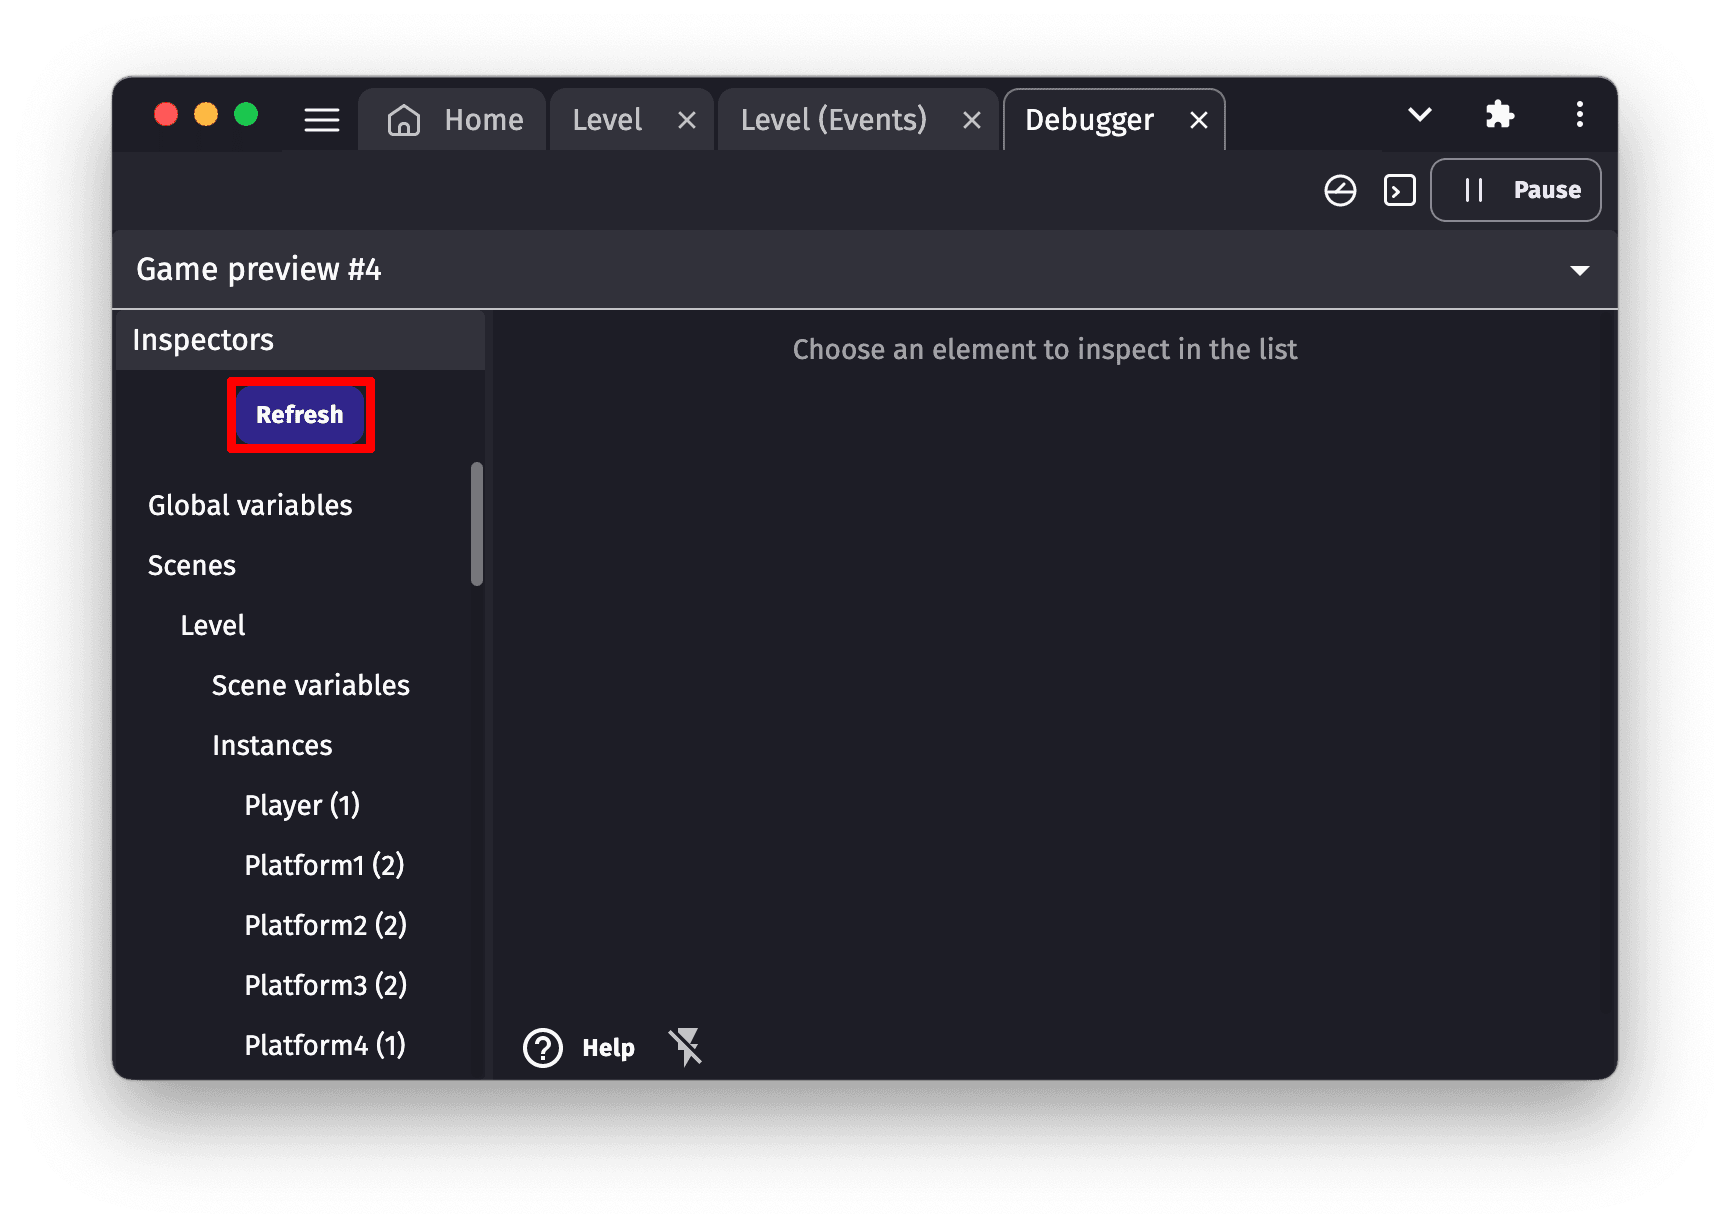 Home Level Level (Events) Debugger
Pause
Game preview #4
Inspectors
Choose an element to inspect in the list
Refresh
Global variables
Scenes
Level
Scene variables
Instances
Player (1)
Platform1 (2)
Platform2 (2)
Platform3 (2)
Platform4 (1)
Help